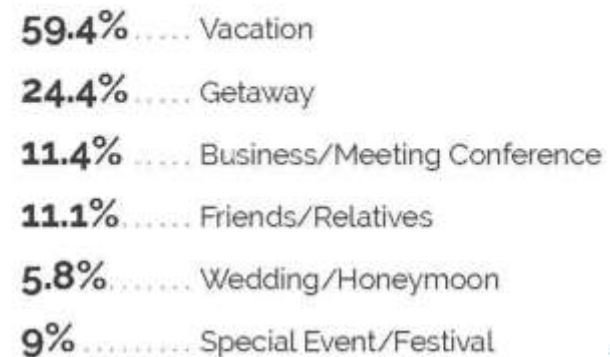 59.4% ..... Vacation
24.4% ..... Getaway
11.4% ..... Business/Meeting Conference
11.1% ...... Friends/Relatives
5.8% ....... Wedding/Honeymoon
9% ......... Special Event/Festival